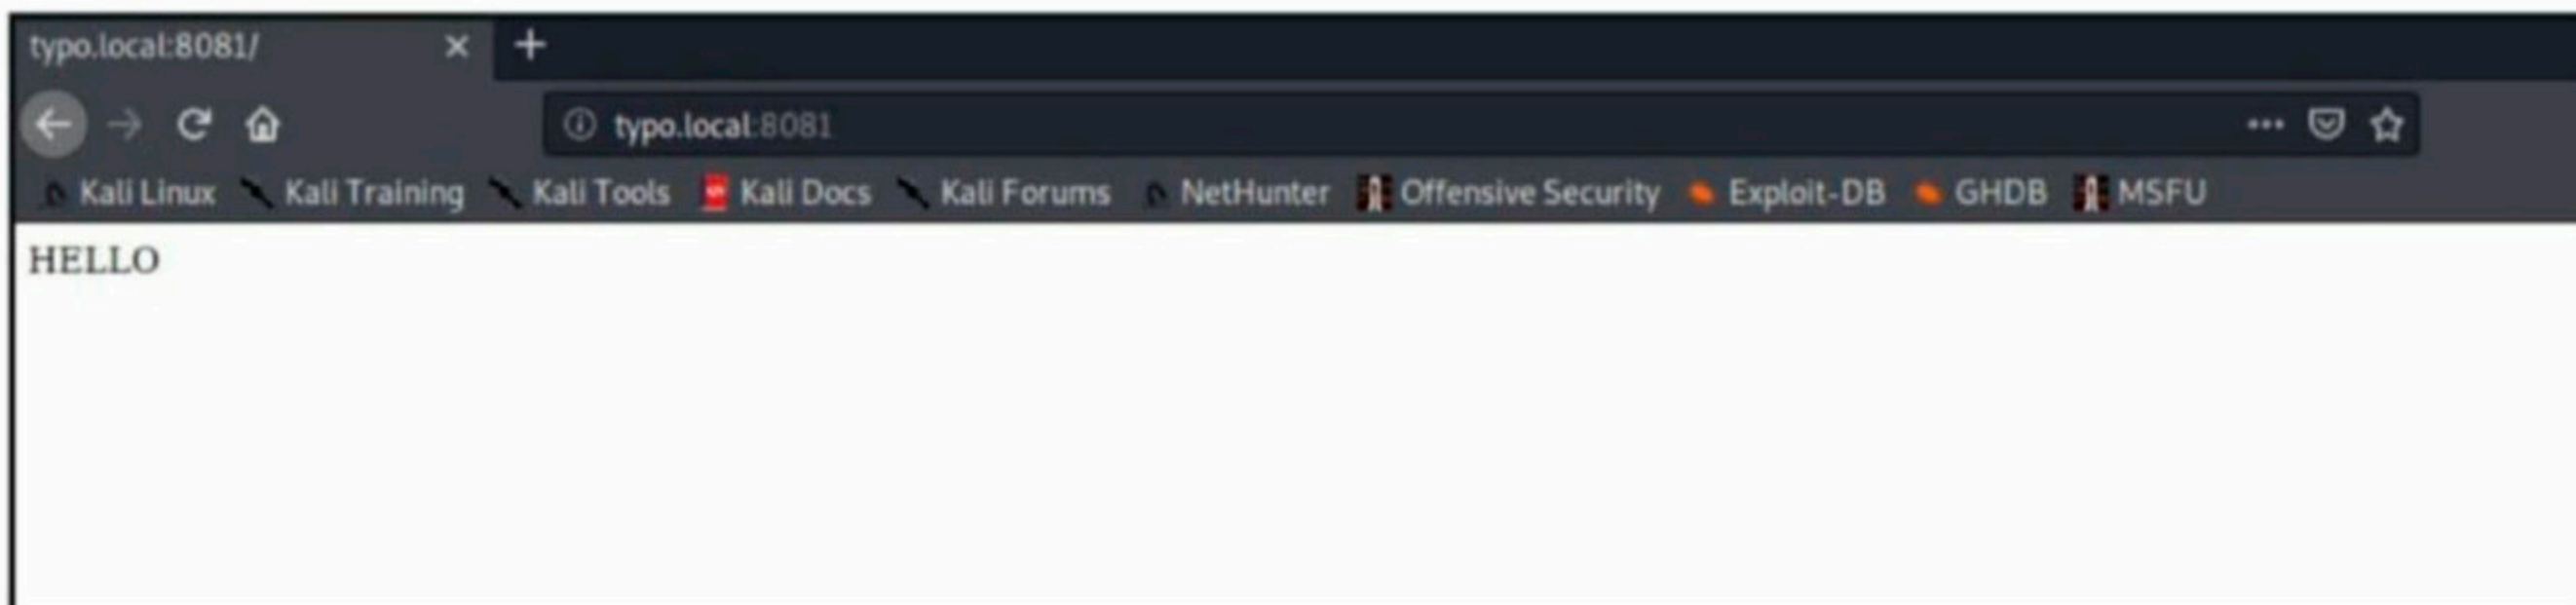 typo.local:8081/
typo.local:8081
Kali Linux Kali Training Kali Tools Kali Docs Kali Forums NetHunter Offensive Security Exploit-DB GHDB MSFU
HELLO